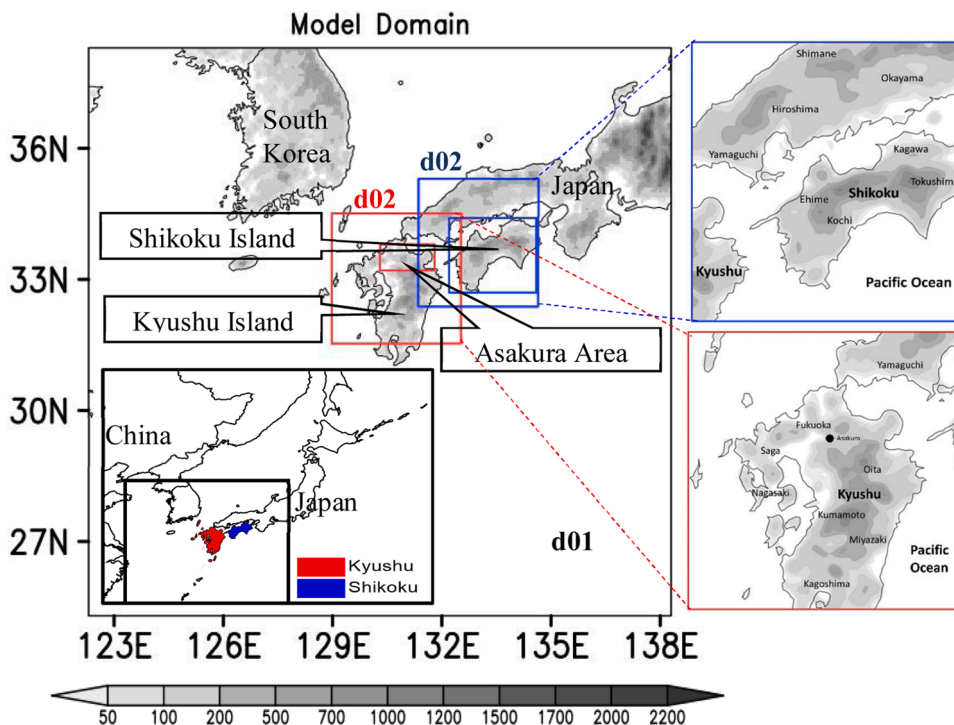 Model Domain
36N
33N
30N
27N
123E
126E
129E
132E
135E
138E
South
Korea
d02
d02
Japan
Shikoku Island
Kyushu Island
Asakura Area
China
Japan
Kyushu
Shikoku
d01
Shimane
Okayama
Hiroshima
Yamaguchi
Kagawa
Tokushim
Shikoku
Ehime
Kochi
Kyushu
Pacific Ocean
Yamaguchi
Fukuoka
Asakura
Saga
Oita
Nagasaki
Kyushu
Kumamoto
Miyazaki
Pacific
Ocean
Kagoshima
50 100 200 500 700 1000 1200 1500 1700 2000 2200